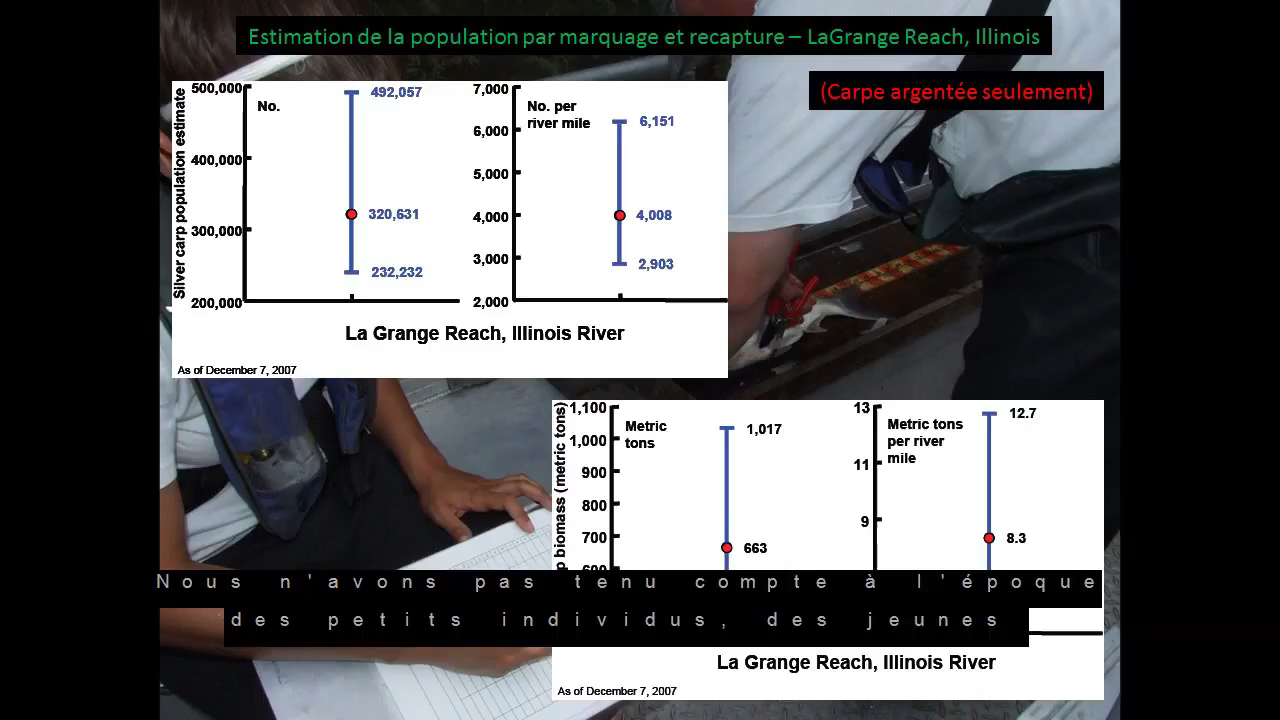 Estimation de la population par marquage et recapture – LaGrange Reach, Illinois
(Carpe argentée seulement)
Silver carp population estimate
500,000
400,000
300,000
200,000
No.
492,057
320,631
232,232
7,000
6,000
5,000
4,000
3,000
2,000
No. per
river mile
6,151
4,008
2,903
La Grange Reach, Illinois River
As of December 7, 2007
biomass (metric tons)
1,100
1,000
900
800
700
Metric
tons
1,017
663
13
11
9
Metric tons
per river
mile
12.7
8.3
Nous n'avons pas tenu compte à l'époque
des petits individus, des jeunes
La Grange Reach, Illinois River
As of December 7, 2007